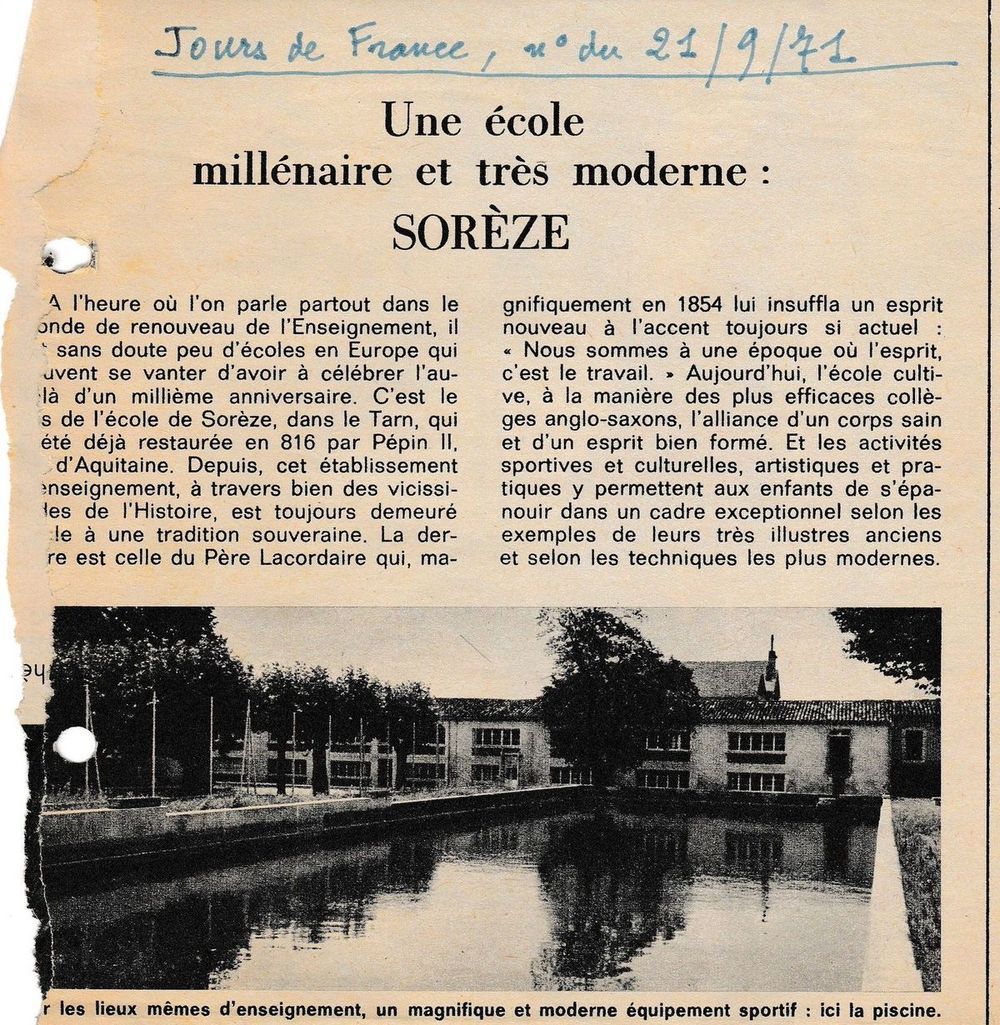 Jours de France, n° du 21/9/71
Une école
millénaire et très moderne :
SORÈZE
A l'heure où l'on parle partout dans le
onde de renouveau de l'Enseignement, il
sans doute peu d'écoles en Europe qui
uvent se vanter d'avoir à célébrer l'au-
là d'un millième anniversaire. C'est le
s de l'école de Sorèze, dans le Tarn, qui
été déjà restaurée en 816 par Pépin II,
d'Aquitaine. Depuis, cet établissement
enseignement, à travers bien des vicissi-
des de l'Histoire, est toujours demeuré
le à une tradition souveraine. La der-
re est celle du Père Lacordaire qui, ma-
gnifiquement en 1854 lui insuffla un esprit
nouveau à l'accent toujours si actuel :
« Nous sommes à une époque où l'esprit,
c'est le travail. » Aujourd'hui, l'école culti-
ve, à la manière des plus efficaces collè-
ges anglo-saxons, l'alliance d'un corps sain
et d'un esprit bien formé. Et les activités
sportives et culturelles, artistiques et pra-
tiques y permettent aux enfants de s'épa-
nouir dans un cadre exceptionnel selon les
exemples de leurs très illustres anciens
et selon les techniques les plus modernes.
r les lieux mêmes d'enseignement, un magnifique et moderne équipement sportif : ici la piscine.